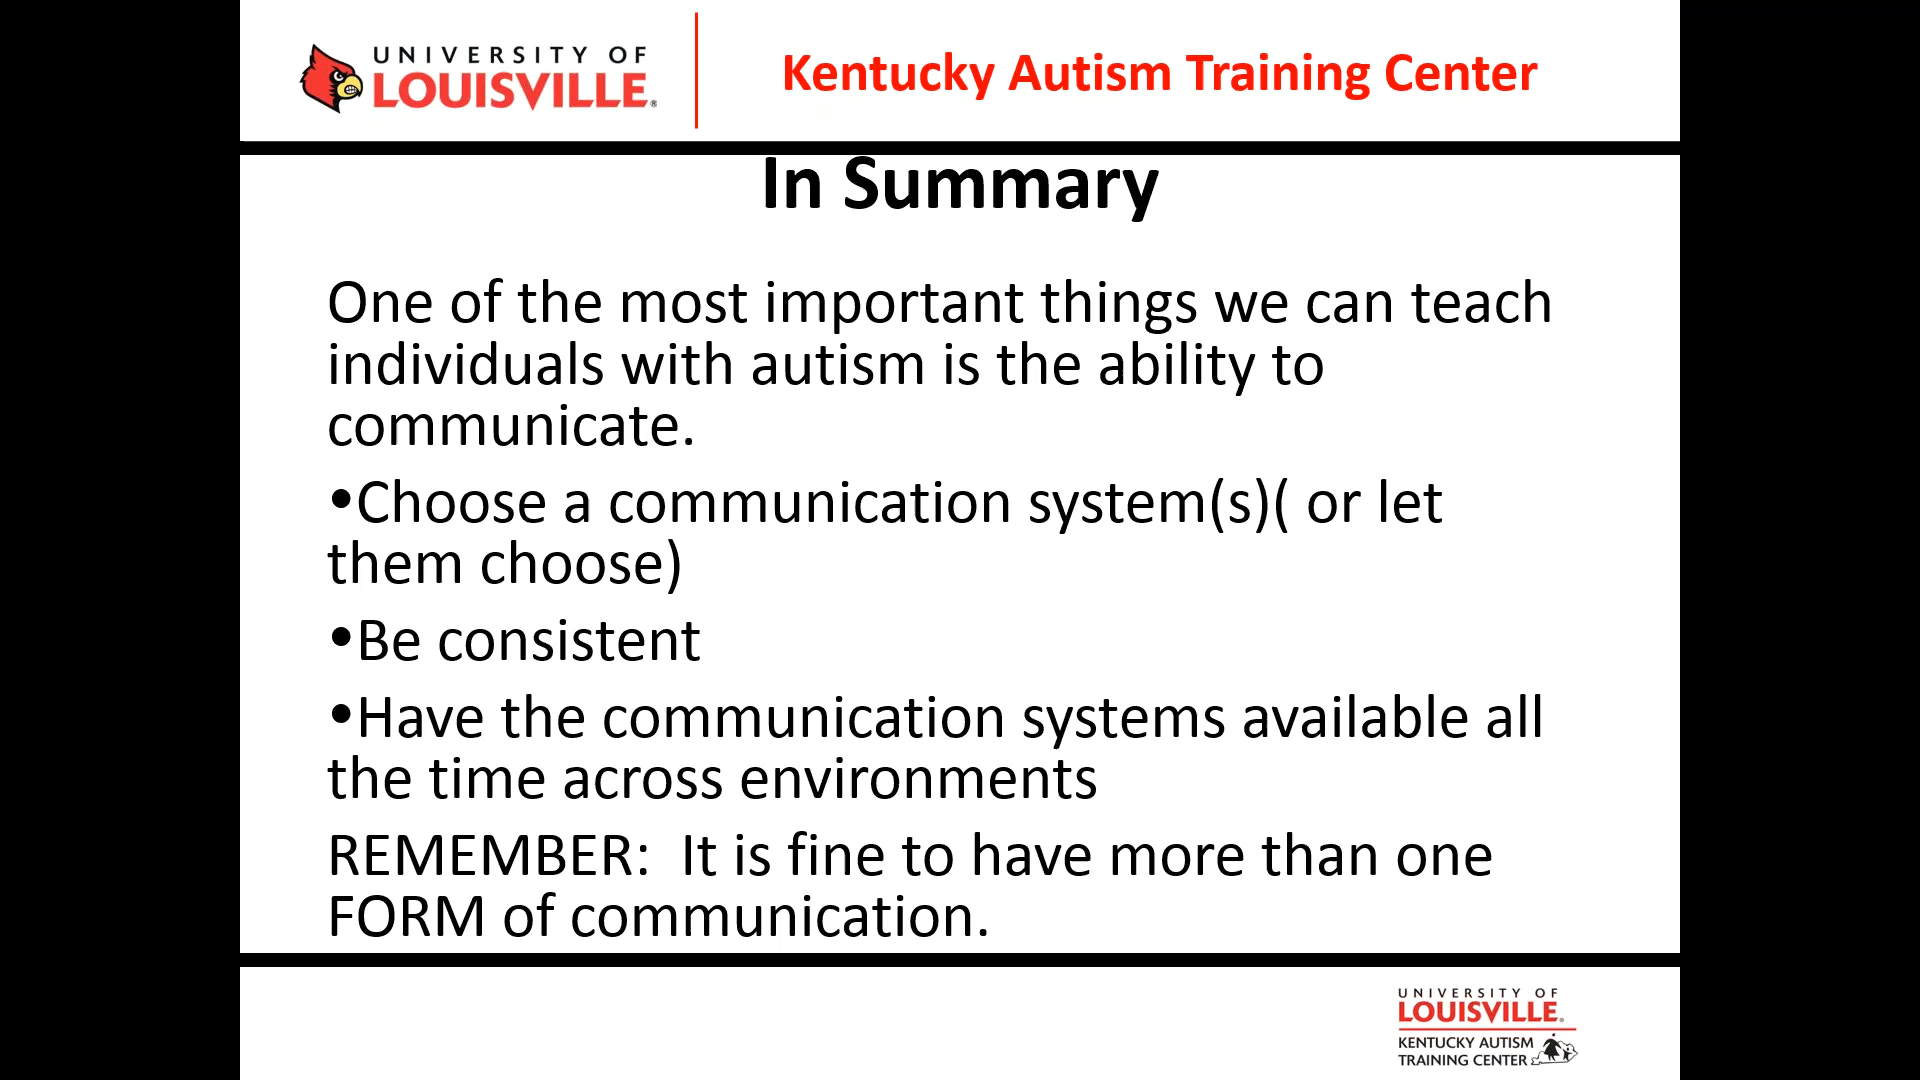 UNIVERSITY OF
LOUISVILLE®
Kentucky Autism Training Center
In Summary
One of the most important things we can teach
individuals with autism is the ability to
communicate.
•Choose a communication system(s)( or let
them choose)
•Be consistent
•Have the communication systems available all
the time across environments
REMEMBER:  It is fine to have more than one
FORM of communication.
UNIVERSITY OF
LOUISVILLE®
KENTUCKY AUTISM
TRAINING CENTER